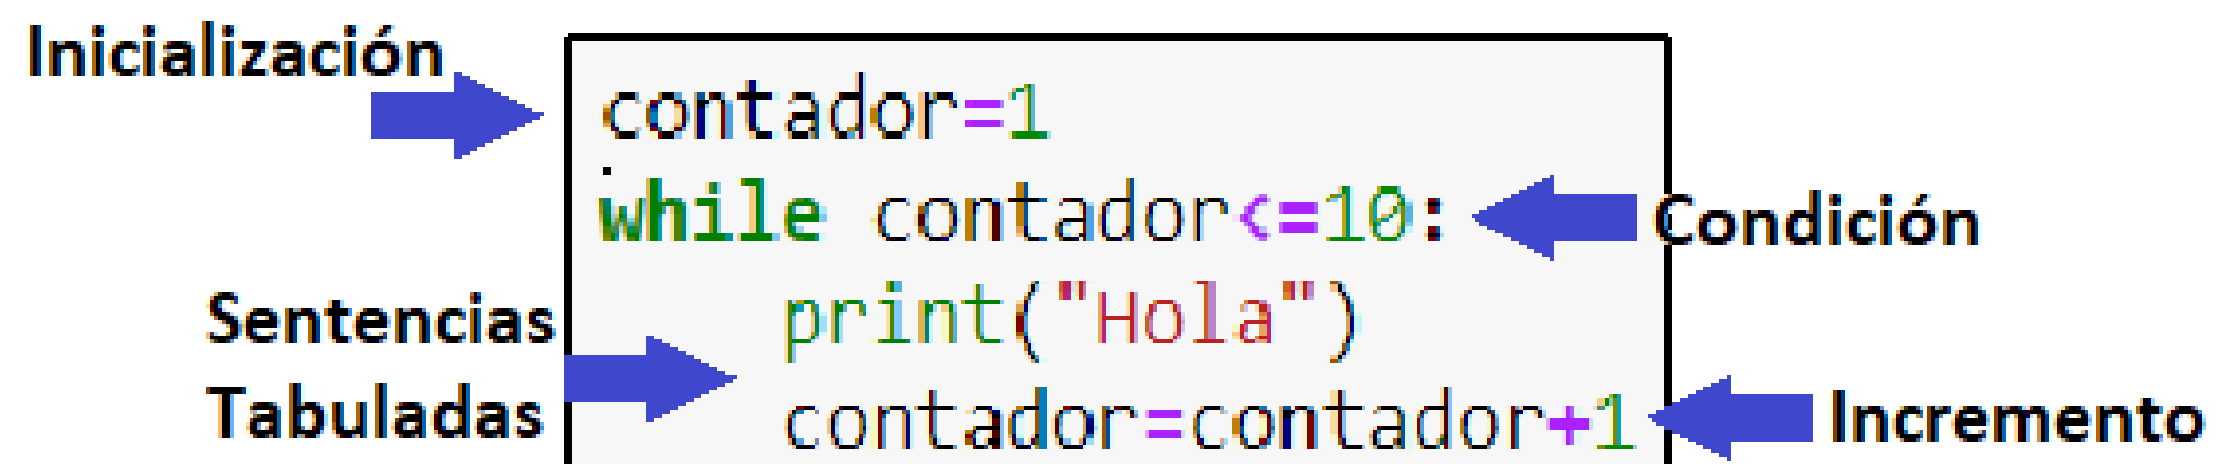 Inicialización
contador=1
while contador<=10:
Condición
print("Hola")
Sentencias
Tabuladas
contador=contador+1
Incremento